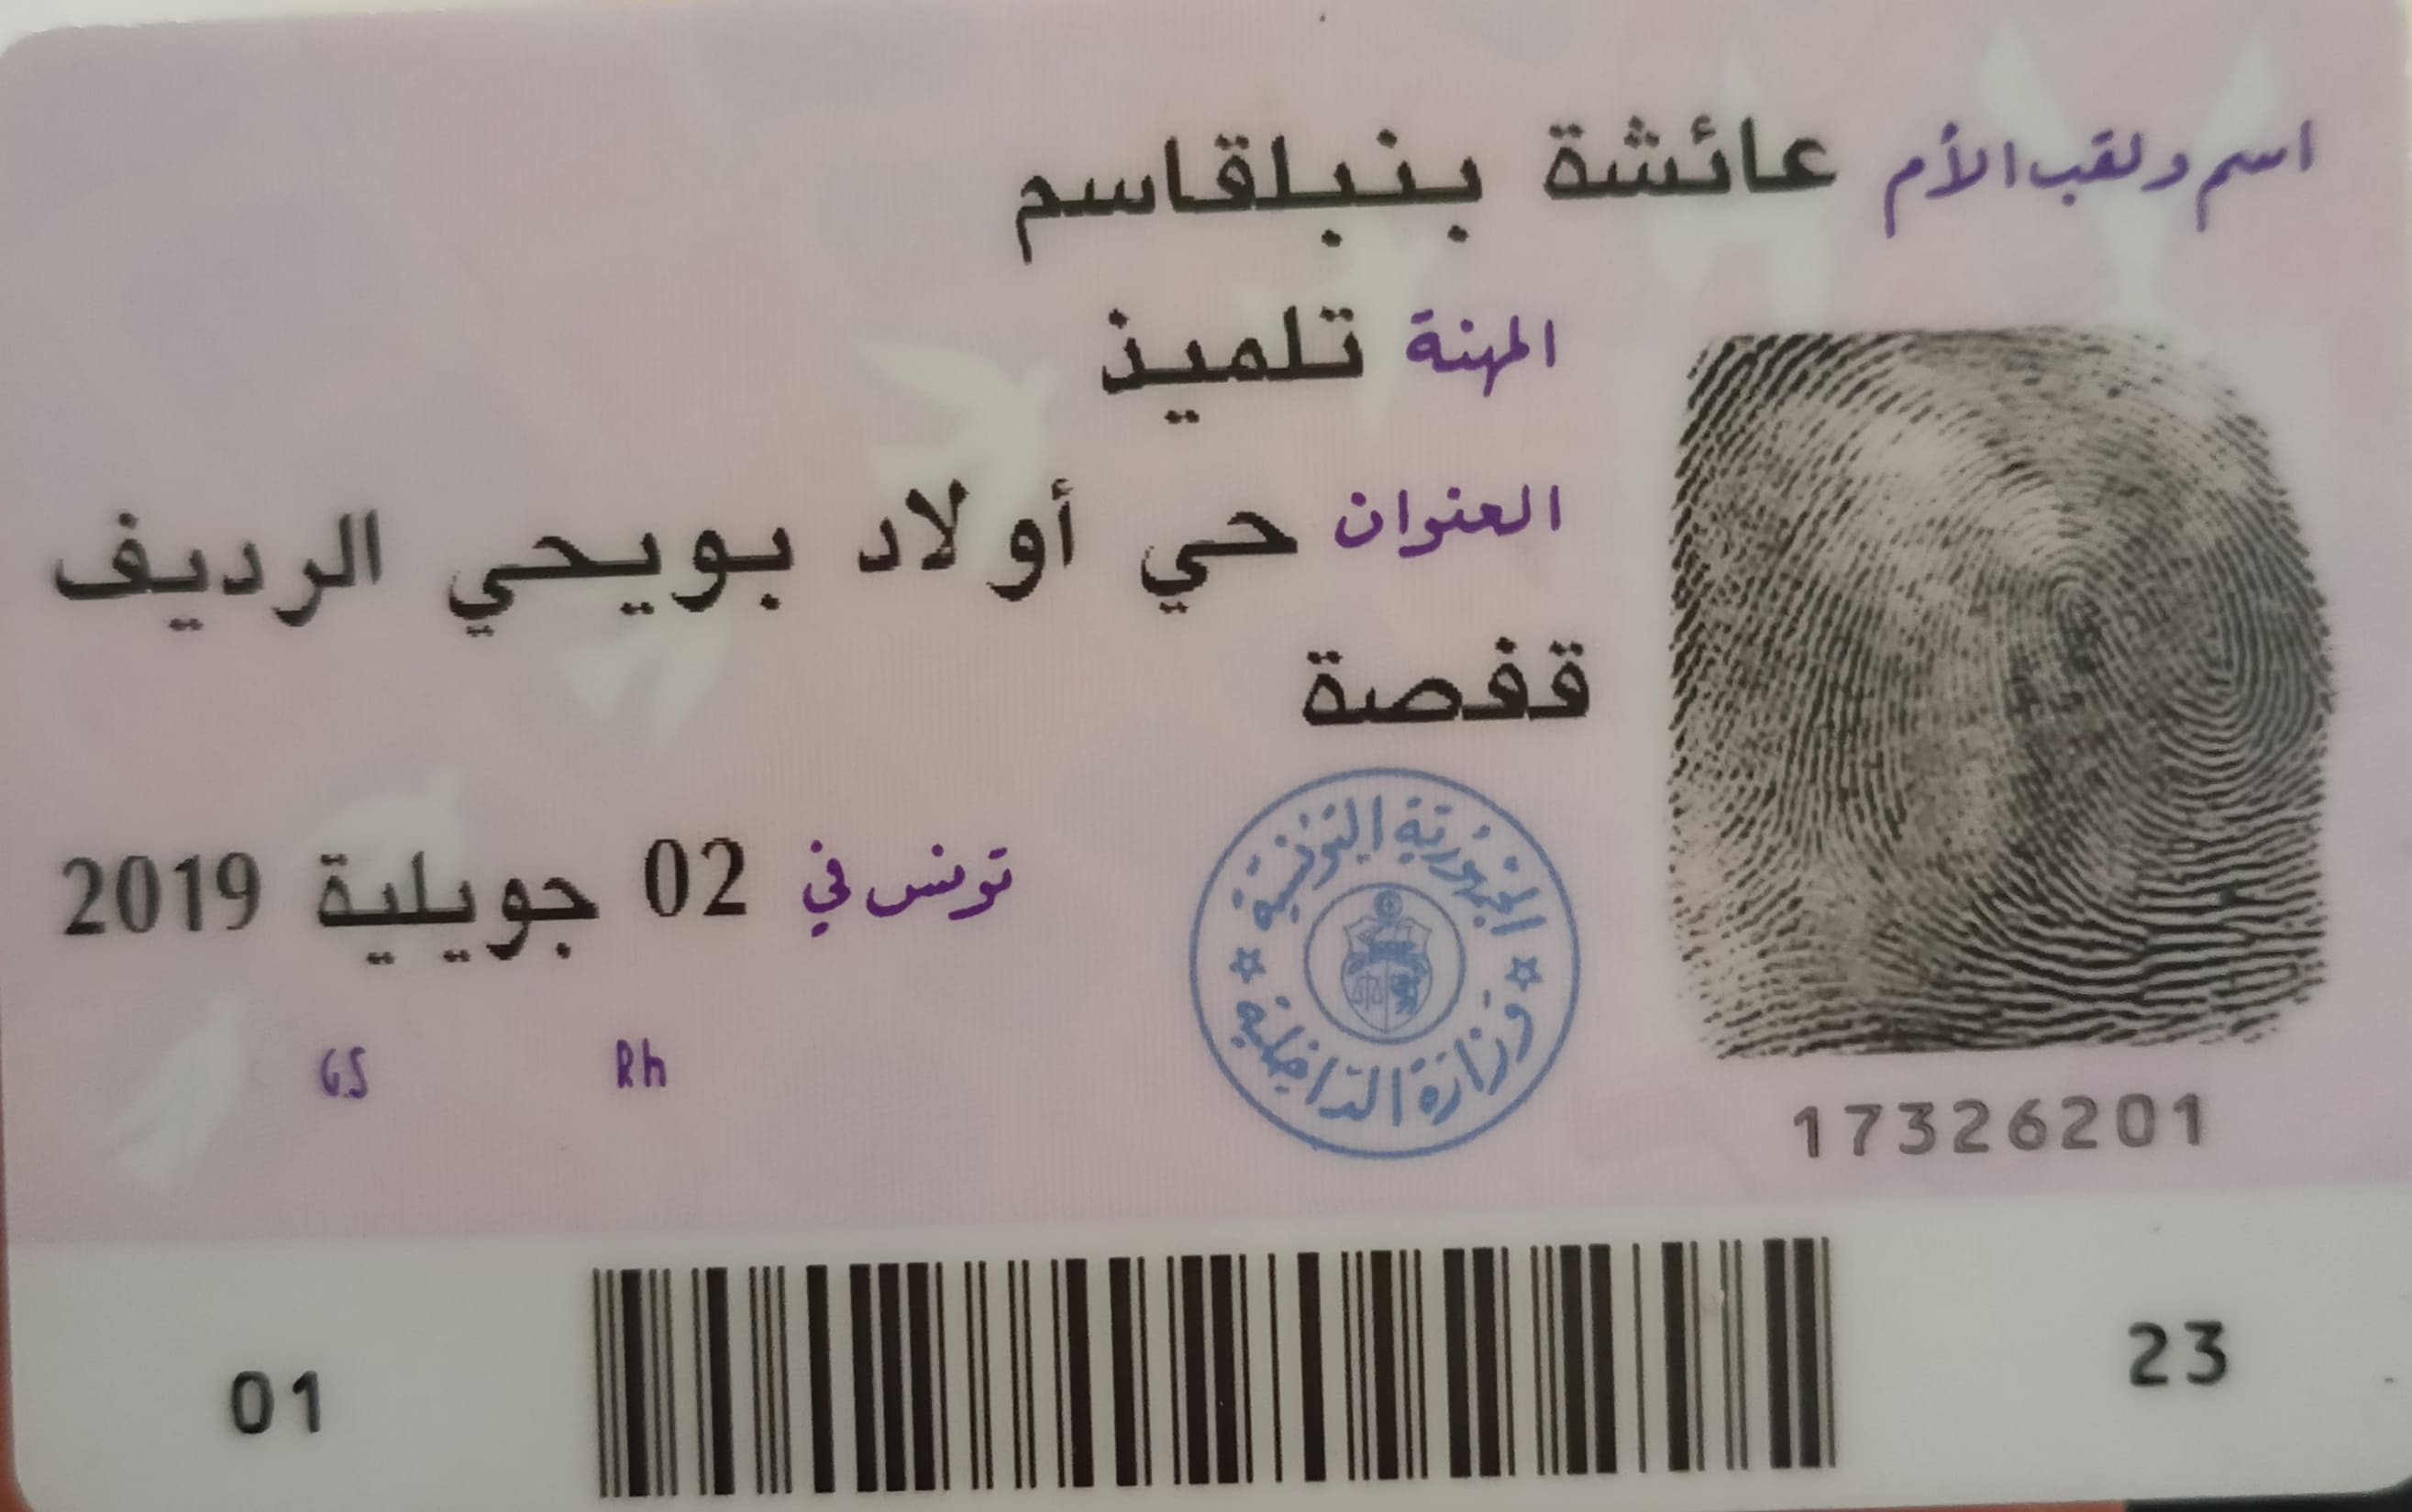 اسم ولقب الأم عائشة بنبلقاسم
المهنة تلميذ
العنوان حي أولاد بويحي الرديف
قفصة
تونس في 02 جويلية 2019
الجمهورية التونسية
وزارة الداخلية
GS Rh
17326201
01 23